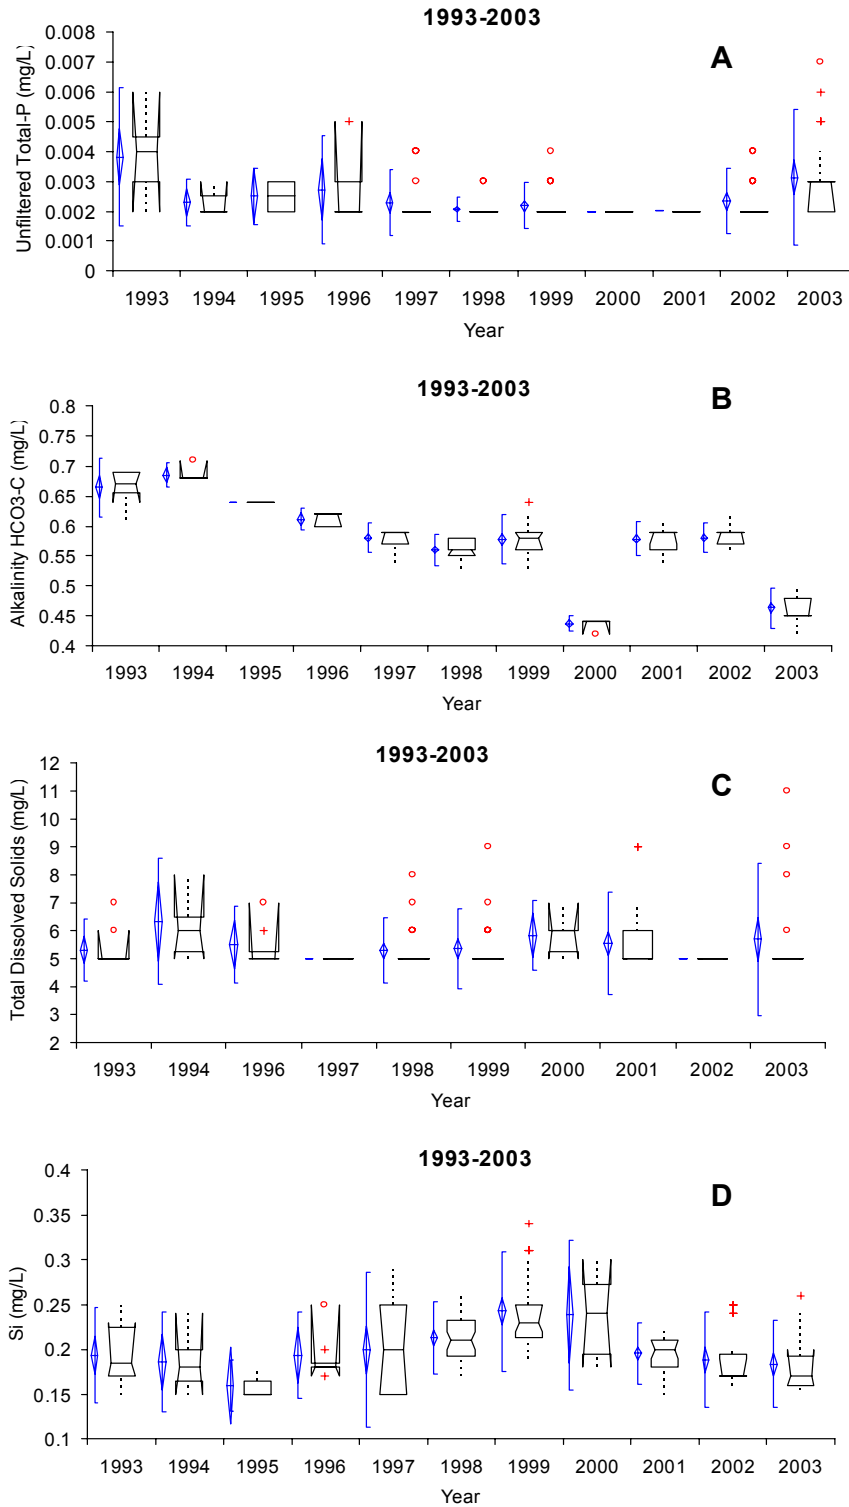 1993-2003
A
Unfiltered Total-P (mg/L)
0.008
0.007
0.006
0.005
0.004
0.003
0.002
0.001
0
1993 1994 1995 1996 1997 1998 1999 2000 2001 2002 2003
Year
1993-2003
B
Alkalinity HCO3-C (mg/L)
0.8
0.75
0.7
0.65
0.6
0.55
0.5
0.45
0.4
1993 1994 1995 1996 1997 1998 1999 2000 2001 2002 2003
Year
1993-2003
C
Total Dissolved Solids (mg/L)
12
11
10
9
8
7
6
5
4
3
2
1993 1994 1996 1997 1998 1999 2000 2001 2002 2003
Year
1993-2003
D
Si (mg/L)
0.4
0.35
0.3
0.25
0.2
0.15
0.1
1993 1994 1995 1996 1997 1998 1999 2000 2001 2002 2003
Year